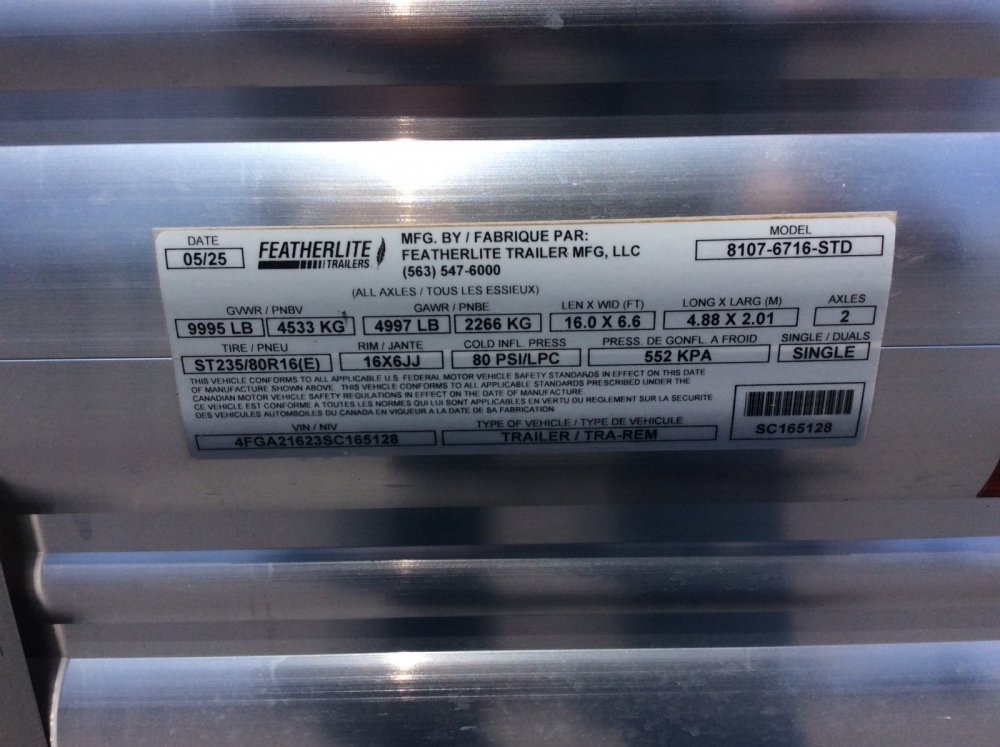 DATE
05/25
FEATHERLITE
TRAILERS
MFG. BY / FABRIQUE PAR:
FEATHERLITE TRAILER MFG, LLC
(563) 547-6000
MODEL
8107-6716-STD
(ALL AXLES / TOUS LES ESSIEUX)
GVWR / PNBV
GAWR / PNBE
LEN X WID (FT)
LONG X LARG (M)
AXLES
9995 LB 4533 KG
4997 LB 2266 KG
16.0 X 6.6
4.88 X 2.01
2
TIRE / PNEU
RIM / JANTE
COLD INFL. PRESS
PRESS. DE GONFL. A FROID
SINGLE / DUALS
ST235/80R16(E)
16X6JJ
80 PSI/LPC
552 KPA
SINGLE
THIS VEHICLE CONFORMS TO ALL APPLICABLE U.S. FEDERAL MOTOR VEHICLE SAFETY STANDARDS IN EFFECT ON THE DATE
OF MANUFACTURE SHOWN ABOVE. THIS VEHICLE CONFORMS TO ALL APPLICABLE STANDARDS PRESCRIBED UNDER THE
CANADIAN MOTOR VEHICLE SAFETY REGULATIONS IN EFFECT ON THE DATE OF MANUFACTURE
CE VEHICLE EST CONFORME A TOUTES LES NORMES QUI LUI SONT APPLICABLES EN VERTU DU REGLEMENT SUR LA SECURITE
DES VEHICULES AUTOMBOILES DU CANADA EN VIGUEUR A LA DATE DE SA FABRICATION.
VIN / NIV
TYPE OF VEHICLE / TYPE DE VEHICULE
4FGA21623SC165128
TRAILER / TRA-REM
SC165128